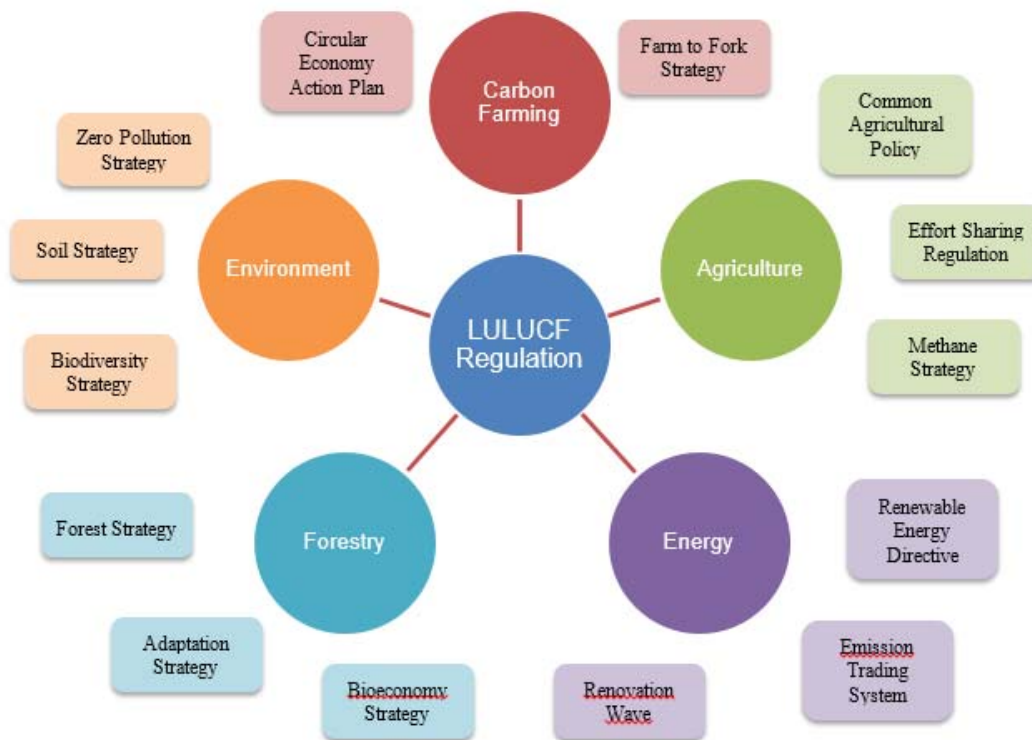 Circular
Economy
Action Plan
Carbon
Farming
Farm to Fork
Strategy
Common
Agricultural
Policy
Zero Pollution
Strategy
Soil Strategy
Environment
Agriculture
Effort Sharing
Regulation
LULUCF
Regulation
Biodiversity
Strategy
Methane
Strategy
Forest Strategy
Forestry
Energy
Renewable
Energy
Directive
Adaptation
Strategy
Bioeconomy
Strategy
Renovation
Wave
Emission
Trading
System